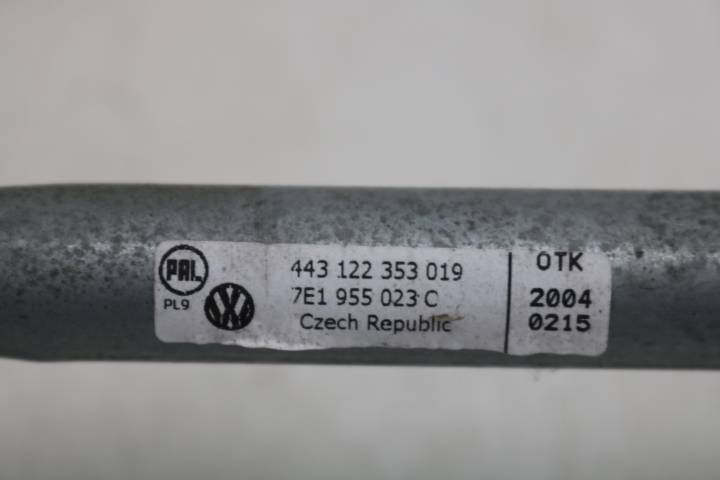 PAL
PL9
443 122 353 019
7E1 955 023 C
Czech Republic
OTK
2004
0215